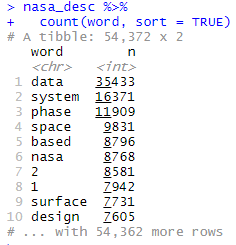 > nasa_desc %>%
+   count(word, sort = TRUE)
# A tibble: 54,372 x 2
   word        n
   <chr>   <int>
 1 data    35433
 2 system  16371
 3 phase   11909
 4 space    9831
 5 based    8796
 6 nasa     8768
 7 2        8581
 8 1        7942
 9 surface  7731
10 design   7605
# ... with 54,362 more rows